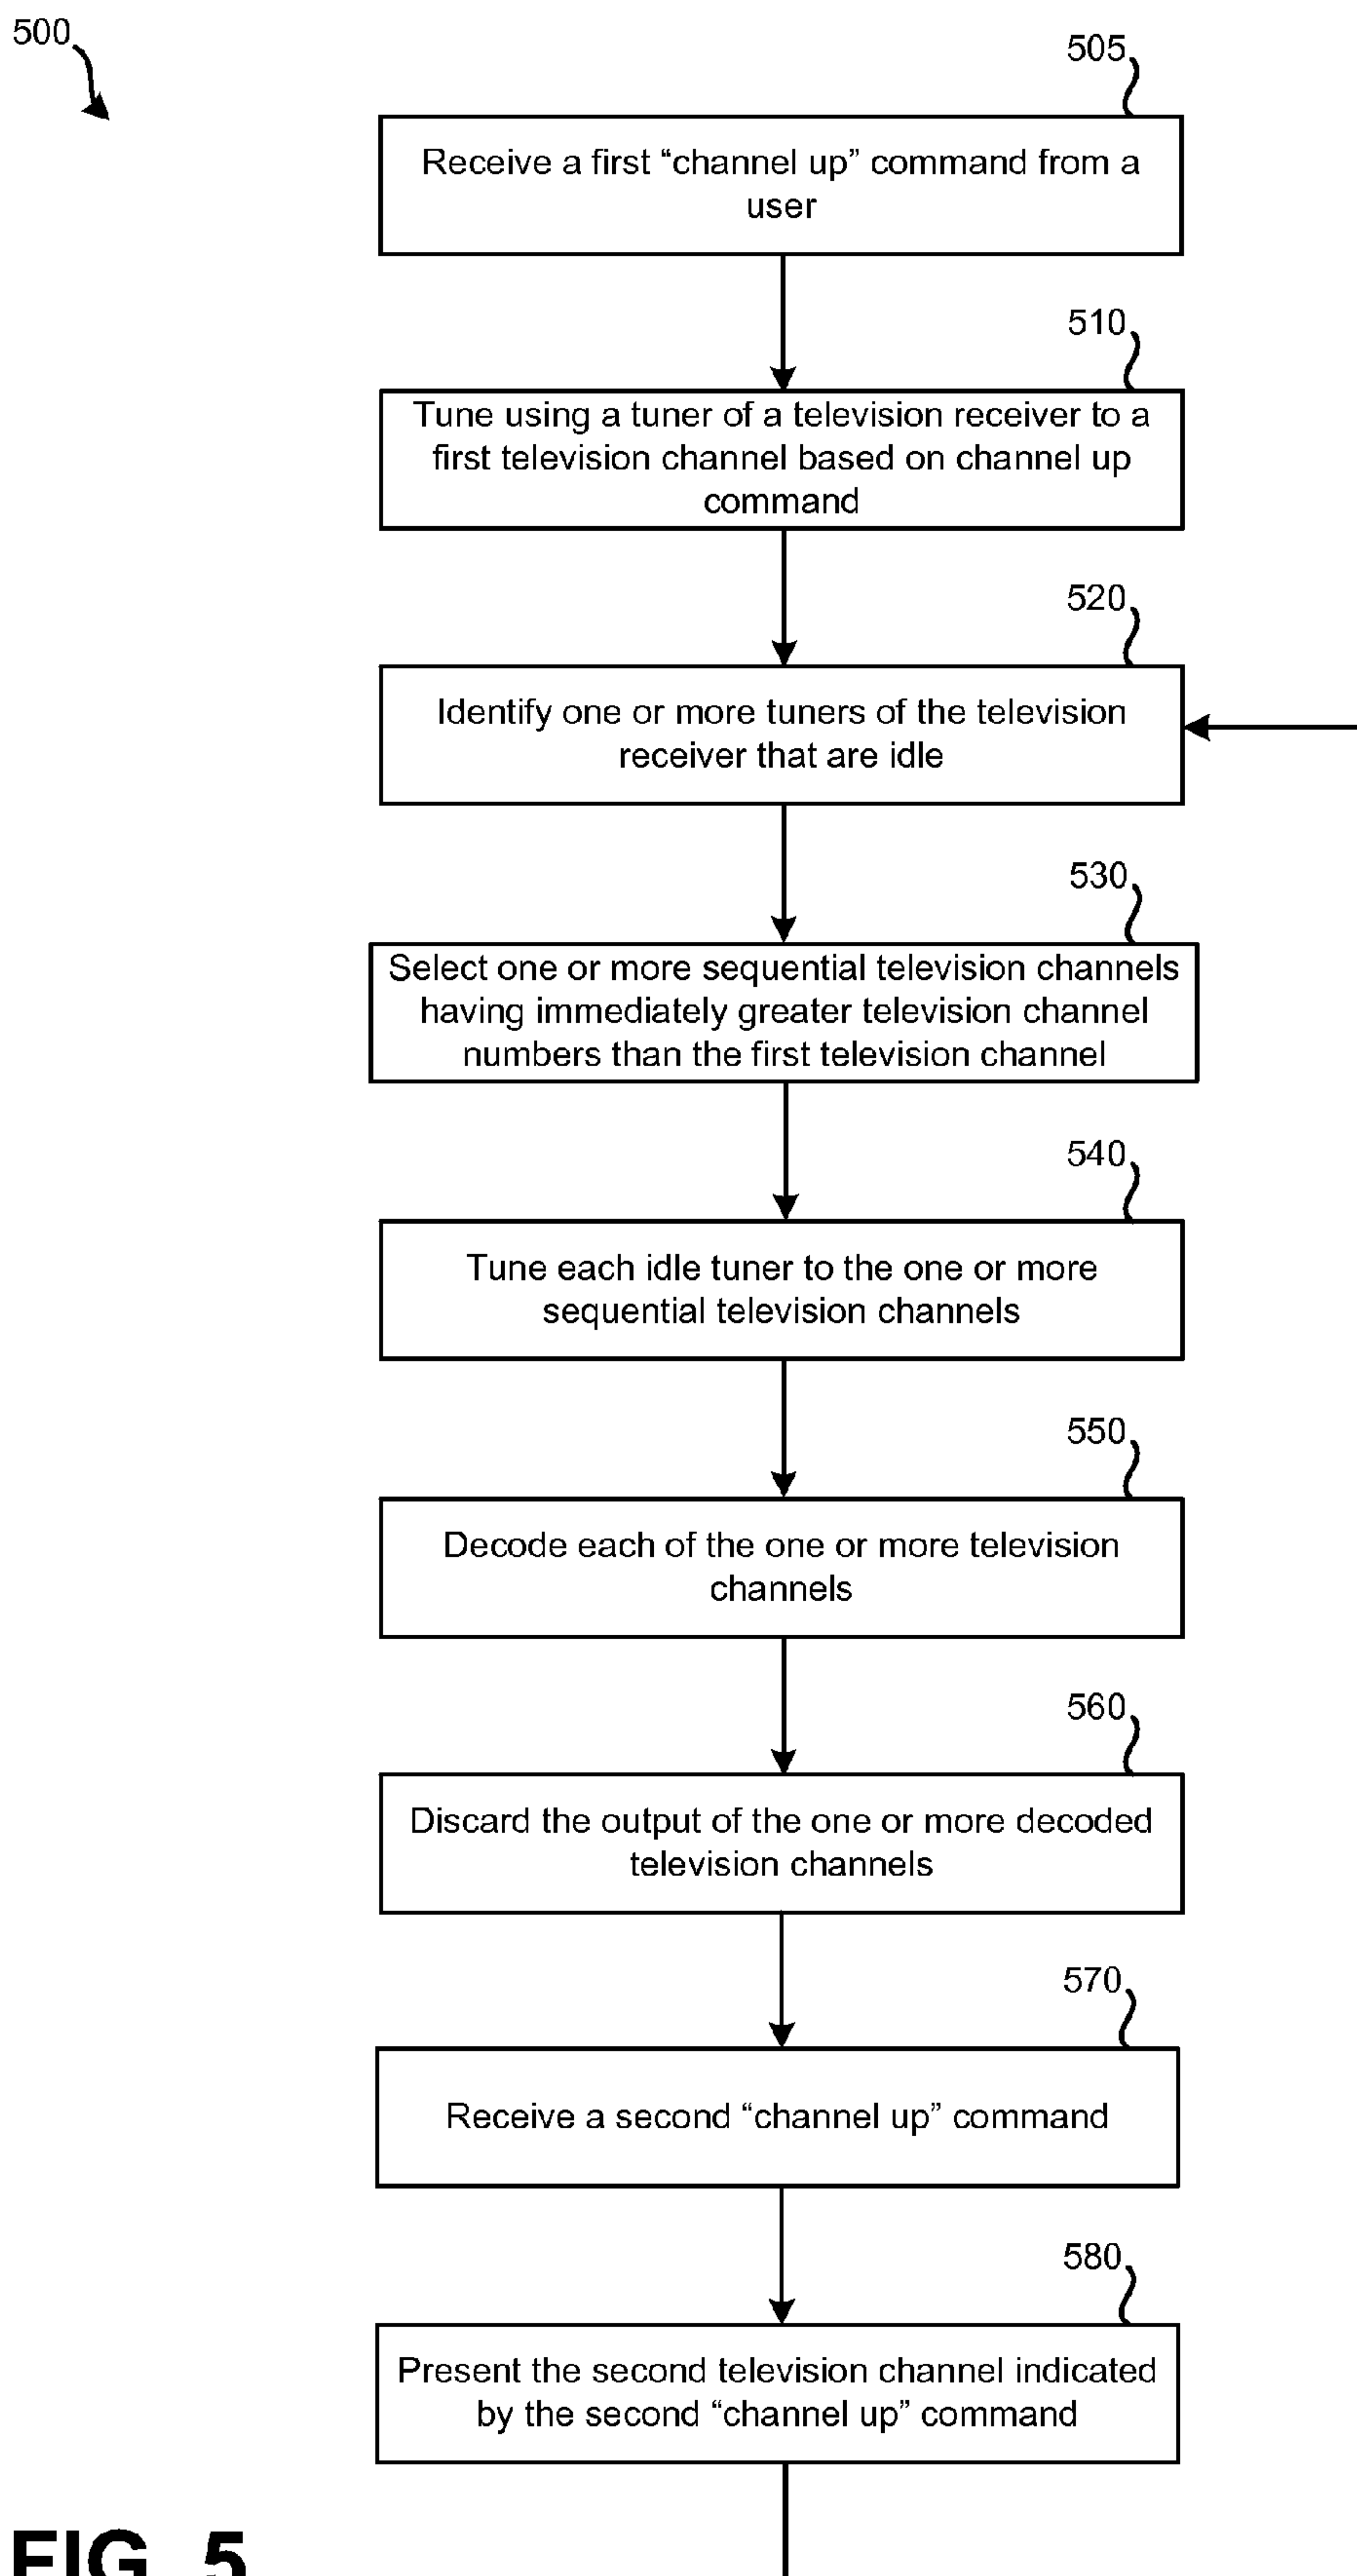 500
505
Receive a first “channel up” command from a
user
510
Tune using a tuner of a television receiver to a
first television channel based on channel up
command
520
Identify one or more tuners of the television
receiver that are idle
530
Select one or more sequential television channels
having immediately greater television channel
numbers than the first television channel
540
Tune each idle tuner to the one or more
sequential television channels
550
Decode each of the one or more television
channels
560
Discard the output of the one or more decoded
television channels
570
Receive a second “channel up” command
580
Present the second television channel indicated
by the second “channel up” command
FIG. 5